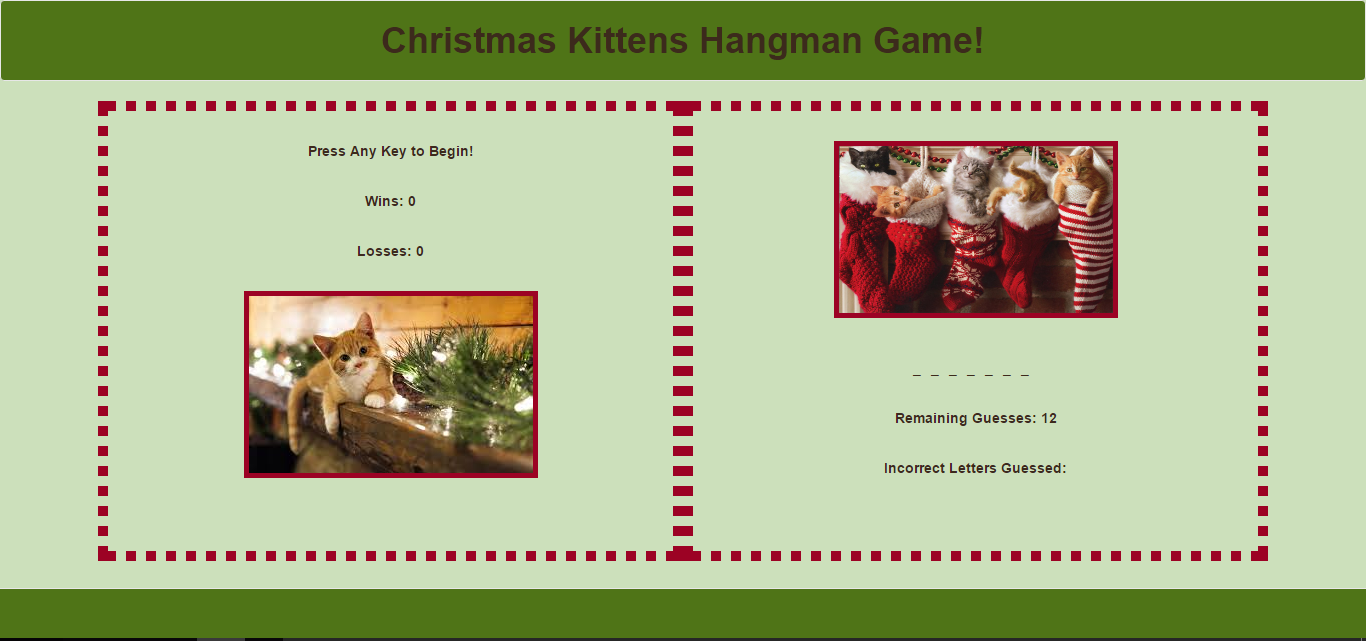 Christmas Kittens Hangman Game!
Press Any Key to Begin!
Wins: 0
Losses: 0
_ _ _ _ _ _ _
Remaining Guesses: 12
Incorrect Letters Guessed: